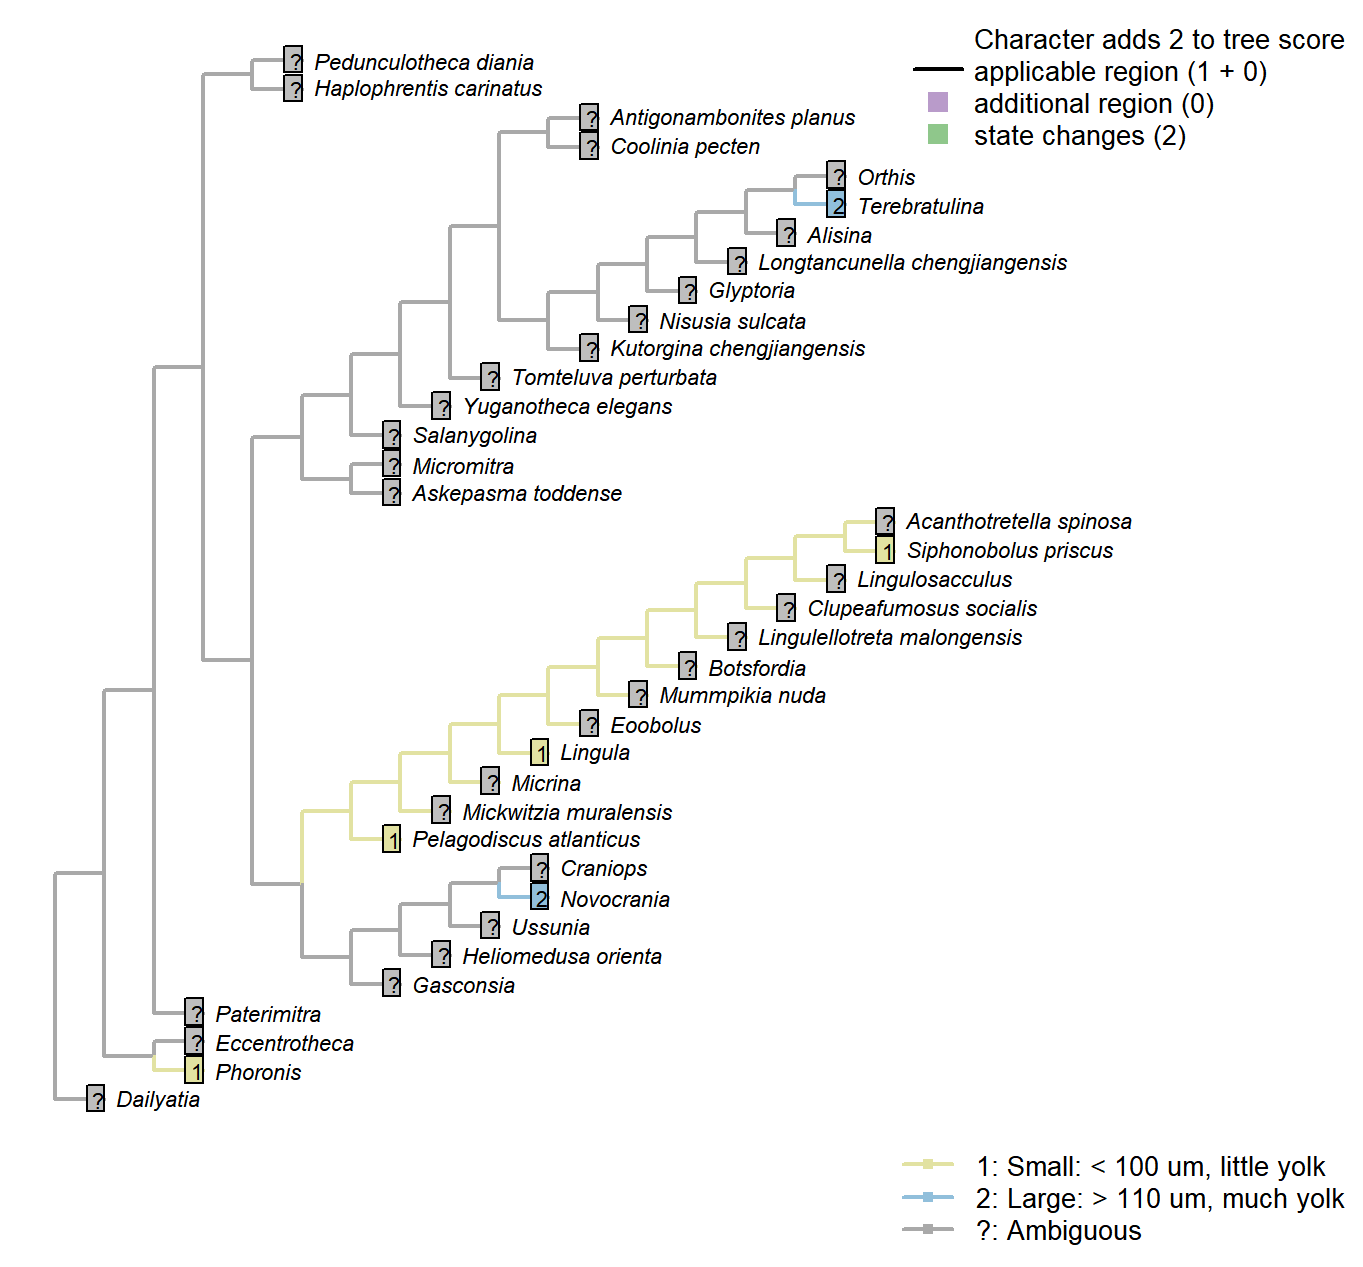 Character adds 2 to tree score
applicable region (1 + 0)
additional region (0)
state changes (2)
? Pedunculotheca diania
? Haplophrentis carinatus
? Antigonambonites planus
? Coolinia pecten
? Orthis
2 Terebratulina
? Alisina
? Longtancunella chengjiangensis
? Glyptoria
? Nisusia sulcata
? Kutorgina chengjiangensis
? Tomteluva perturbata
? Yuganotheca elegans
? Salanygolina
? Micromitra
? Askepasma toddense
? Acanthotretella spinosa
1 Siphonobolus priscus
? Lingulosacculus
? Clupeafumosus socialis
? Lingulellotreta malongensis
? Botsfordia
? Mummpikia nuda
? Eoobolus
1 Lingula
? Micrina
? Mickwitzia muralensis
1 Pelagodiscus atlanticus
? Craniops
2 Novocrania
? Ussunia
? Heliomedusa orienta
? Gasconsia
? Paterimitra
? Eccentrotheca
1 Phoronis
? Dailyatia
1: Small: < 100 um, little yolk
2: Large: > 110 um, much yolk
?: Ambiguous